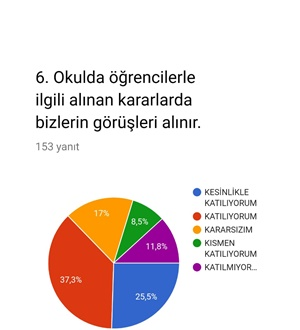 6. Okulda öğrencilerle
ilgili alınan kararlarda
bizlerin görüşleri alınır.
153 yanıt
KESİNLİKLE
KATILIYORUM
KATILIYORUM
KARARSIZIM
KISMEN
KATILIYORUM
KATILMIYOR...
17%
8,5%
11,8%
37,3%
25,5%